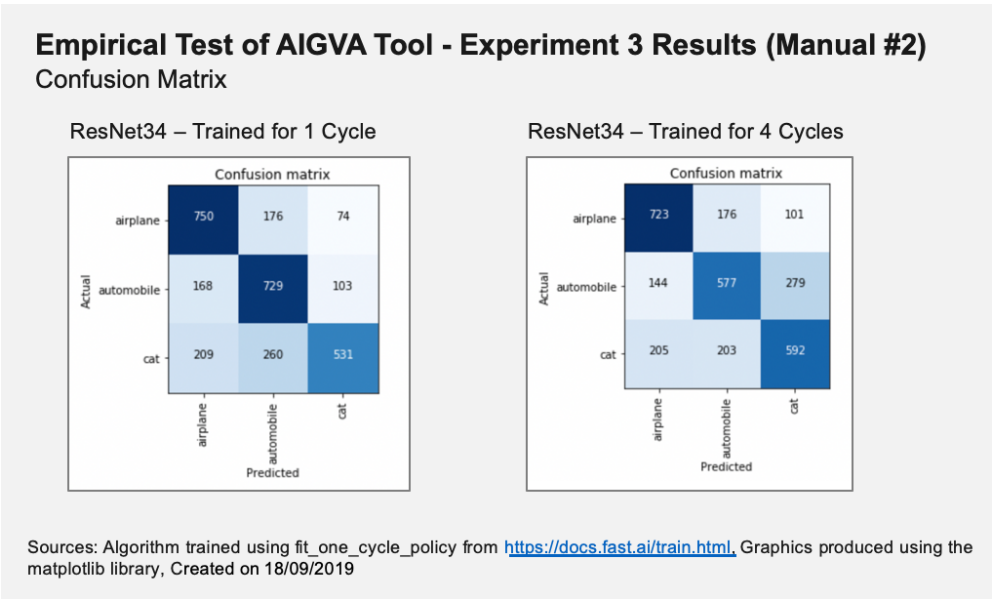 Empirical Test of AIGVA Tool - Experiment 3 Results (Manual #2)
Confusion Matrix
ResNet34 – Trained for 1 Cycle
Confusion matrix
airplane 750 176 74
automobile 168 729 103
cat 209 260 531
Actual
airplane automobile cat
Predicted
ResNet34 – Trained for 4 Cycles
Confusion matrix
airplane 723 176 101
automobile 144 577 279
cat 205 203 592
Actual
airplane automobile cat
Predicted
Sources: Algorithm trained using fit_one_cycle_policy from https://docs.fast.ai/train.html, Graphics produced using the
matplotlib library, Created on 18/09/2019